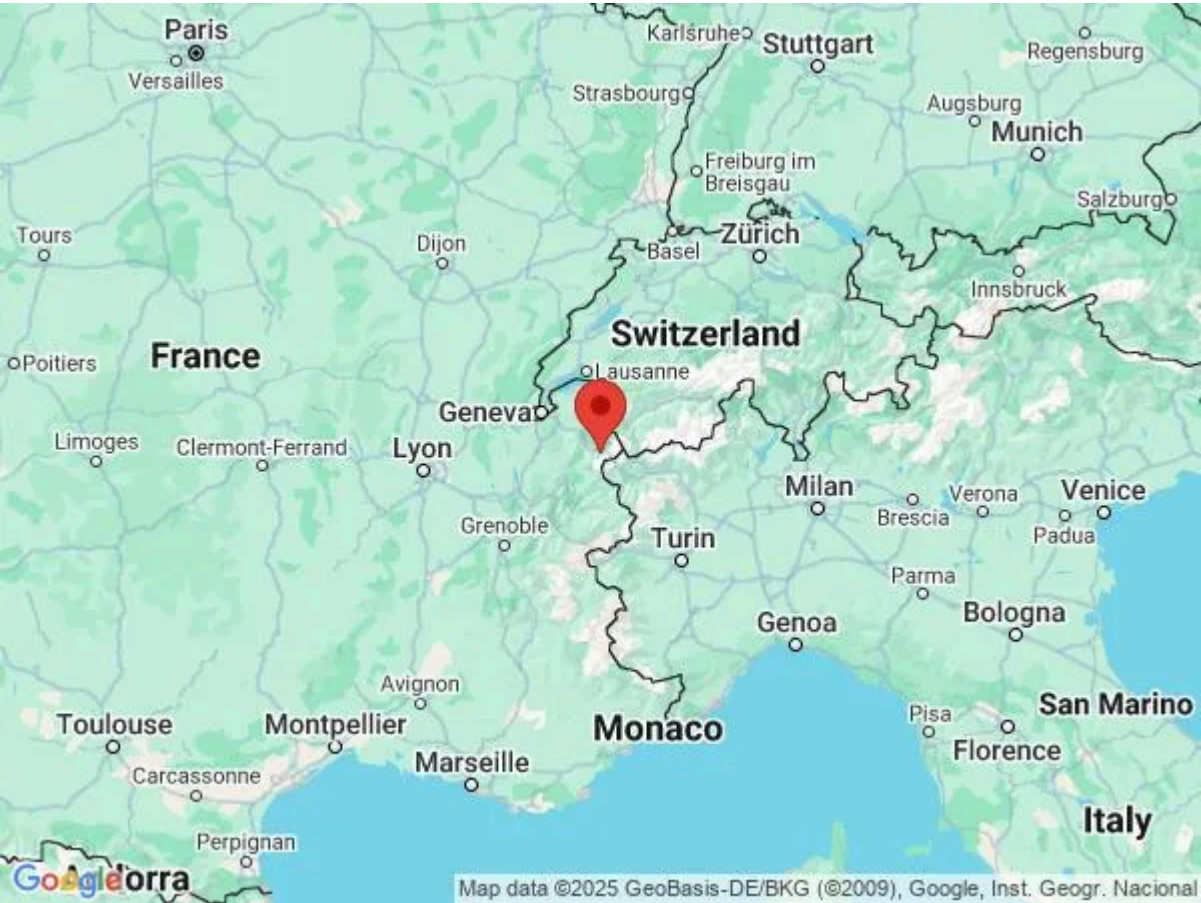 Paris
Versailles
Karlsruhe
Stuttgart
Regensburg
Strasbourg
Augsburg
Munich
Freiburg im
Breisgau
Salzburg
Tours
Dijon
Basel
Zürich
Innsbruck
Switzerland
France
Poitiers
Lausanne
Geneva
Limoges
Clermont-Ferrand
Lyon
Milan
Brescia
Verona
Venice
Padua
Grenoble
Turin
Parma
Genoa
Bologna
Avignon
Toulouse
Montpellier
Monaco
Pisa
San Marino
Florence
Marseille
Carcassonne
Italy
Perpignan
Google
Map data ©2025 GeoBasis-DE/BKG (©2009), Google, Inst. Geogr. Nacional